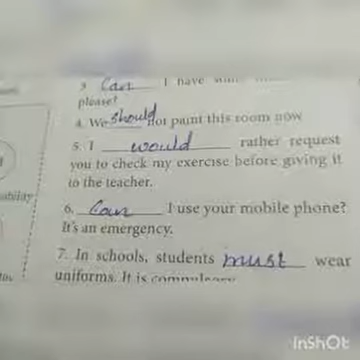 3 Can I have
please?
4. We should not paint this room now
5. I would rather request
you to check my exercise before giving it
to the teacher.
6. Can I use your mobile phone?
It's an emergency.
7. In schools, students must wear
uniforms. It is compulsory
InShOt